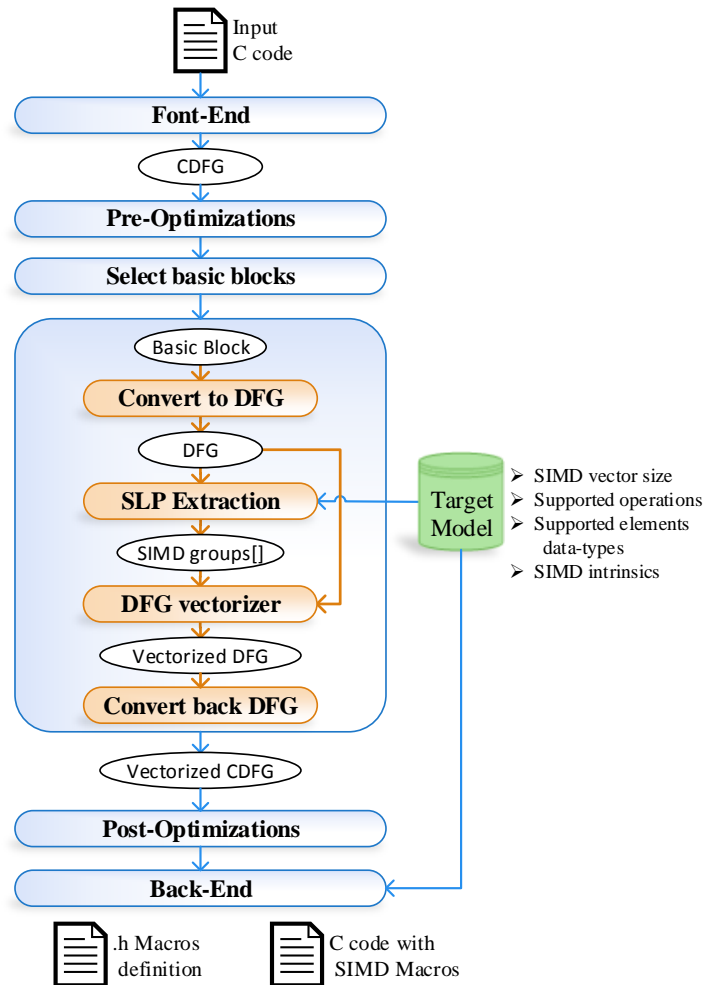 Input
C code
Font-End
CDFG
Pre-Optimizations
Select basic blocks
Basic Block
Convert to DFG
DFG
SLP Extraction
SIMD groups[]
DFG vectorizer
Vectorized DFG
Convert back DFG
Target
Model
➢ SIMD vector size
➢ Supported operations
➢ Supported elements
data-types
➢ SIMD intrinsics
Vectorized CDFG
Post-Optimizations
Back-End
.h Macros
definition
C code with
SIMD Macros